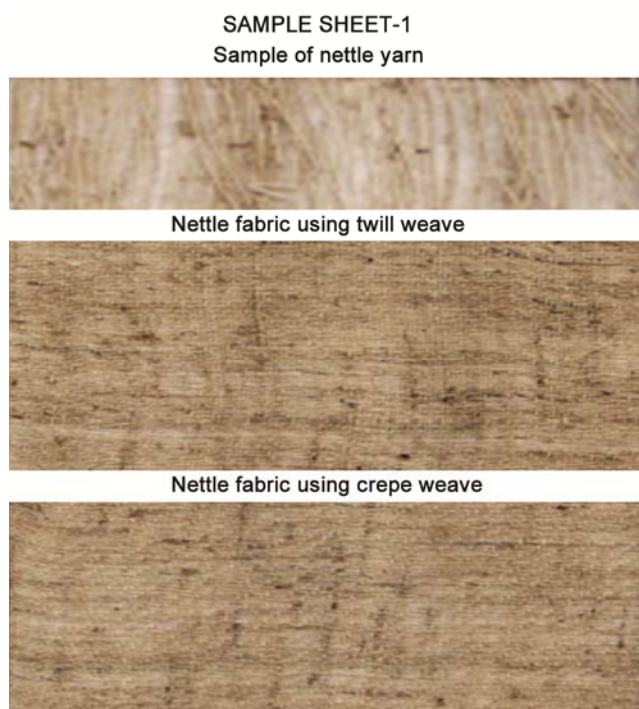 SAMPLE SHEET-1
Sample of nettle yarn
Nettle fabric using twill weave
Nettle fabric using crepe weave